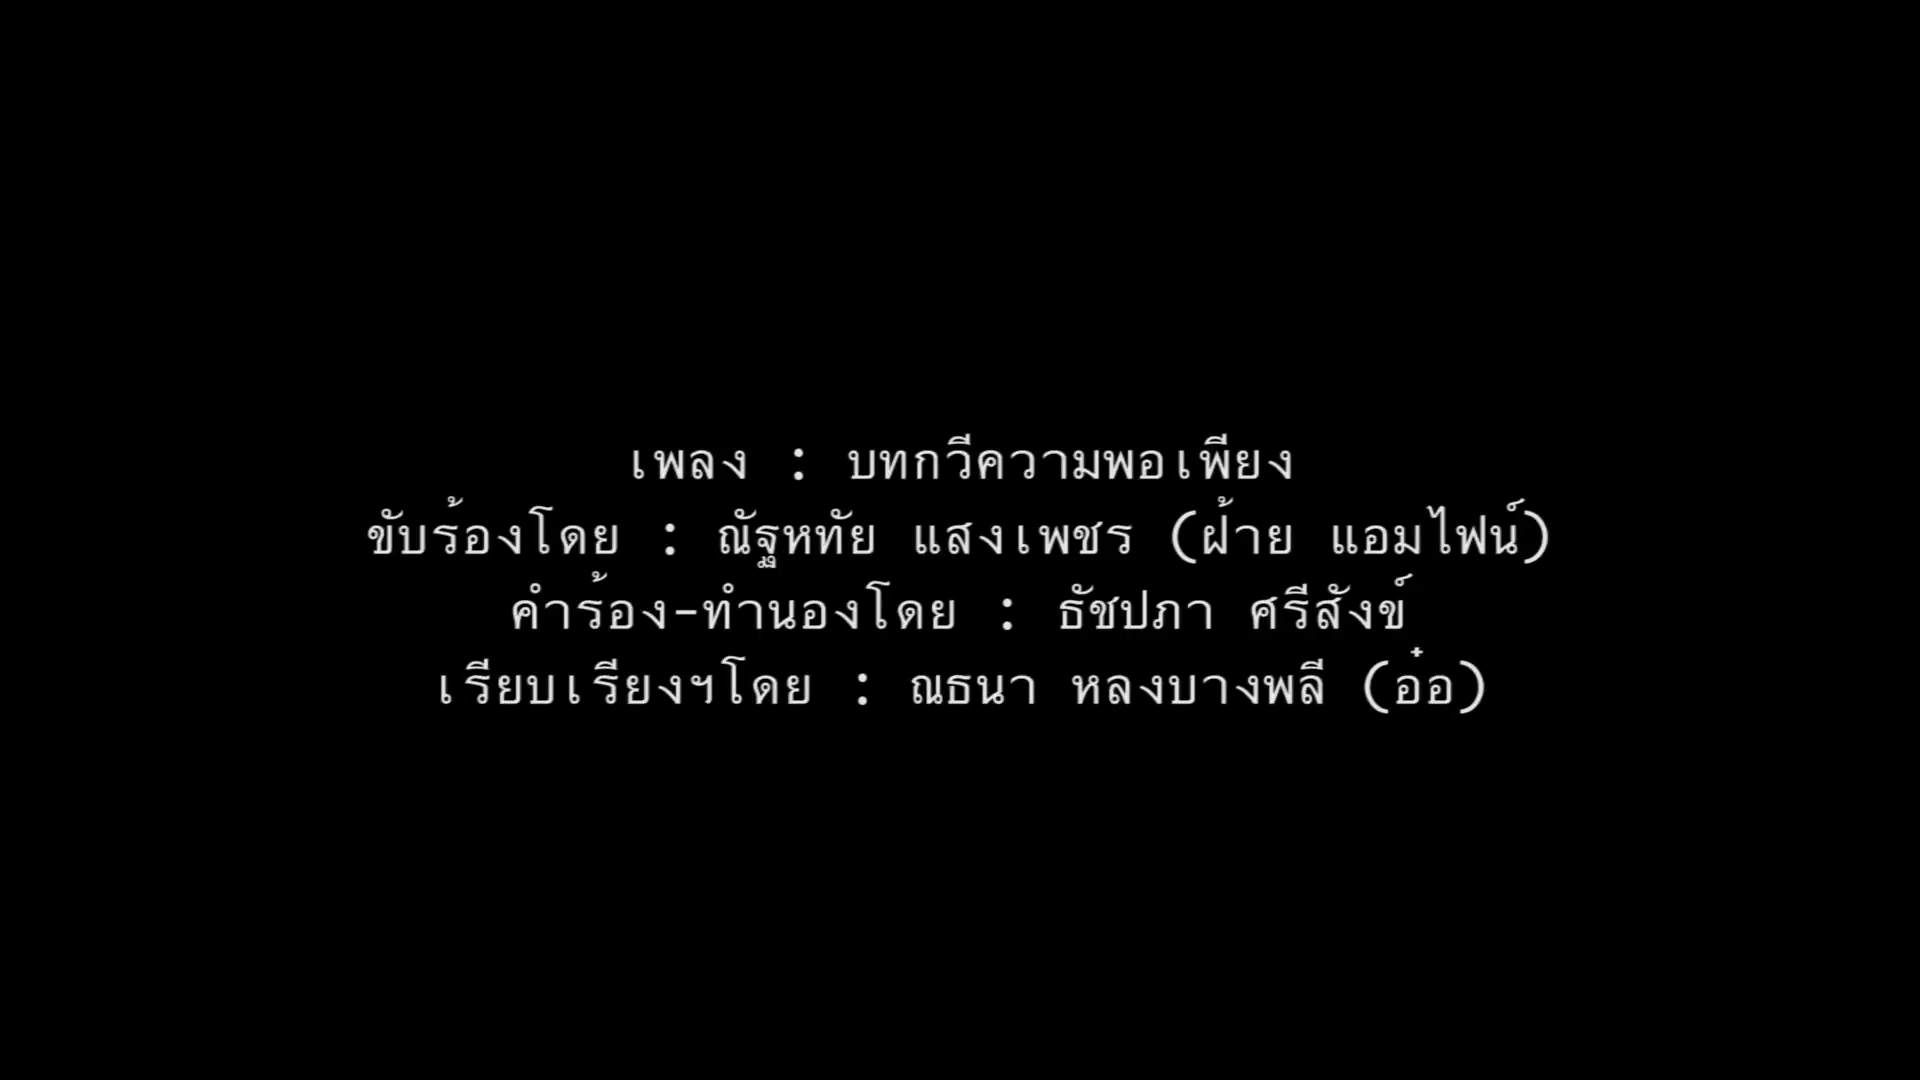 เพลง : บทกวีความพอเพียง
ขับร้องโดย : ณัฐหทัย แสงเพชร (ฝ้าย แอมไฟน์)
คำร้อง-ทำนองโดย : ธัชปภา ศรีสังข์
เรียบเรียงฯโดย : ณธนา หลงบางพลี (อ๋อ)